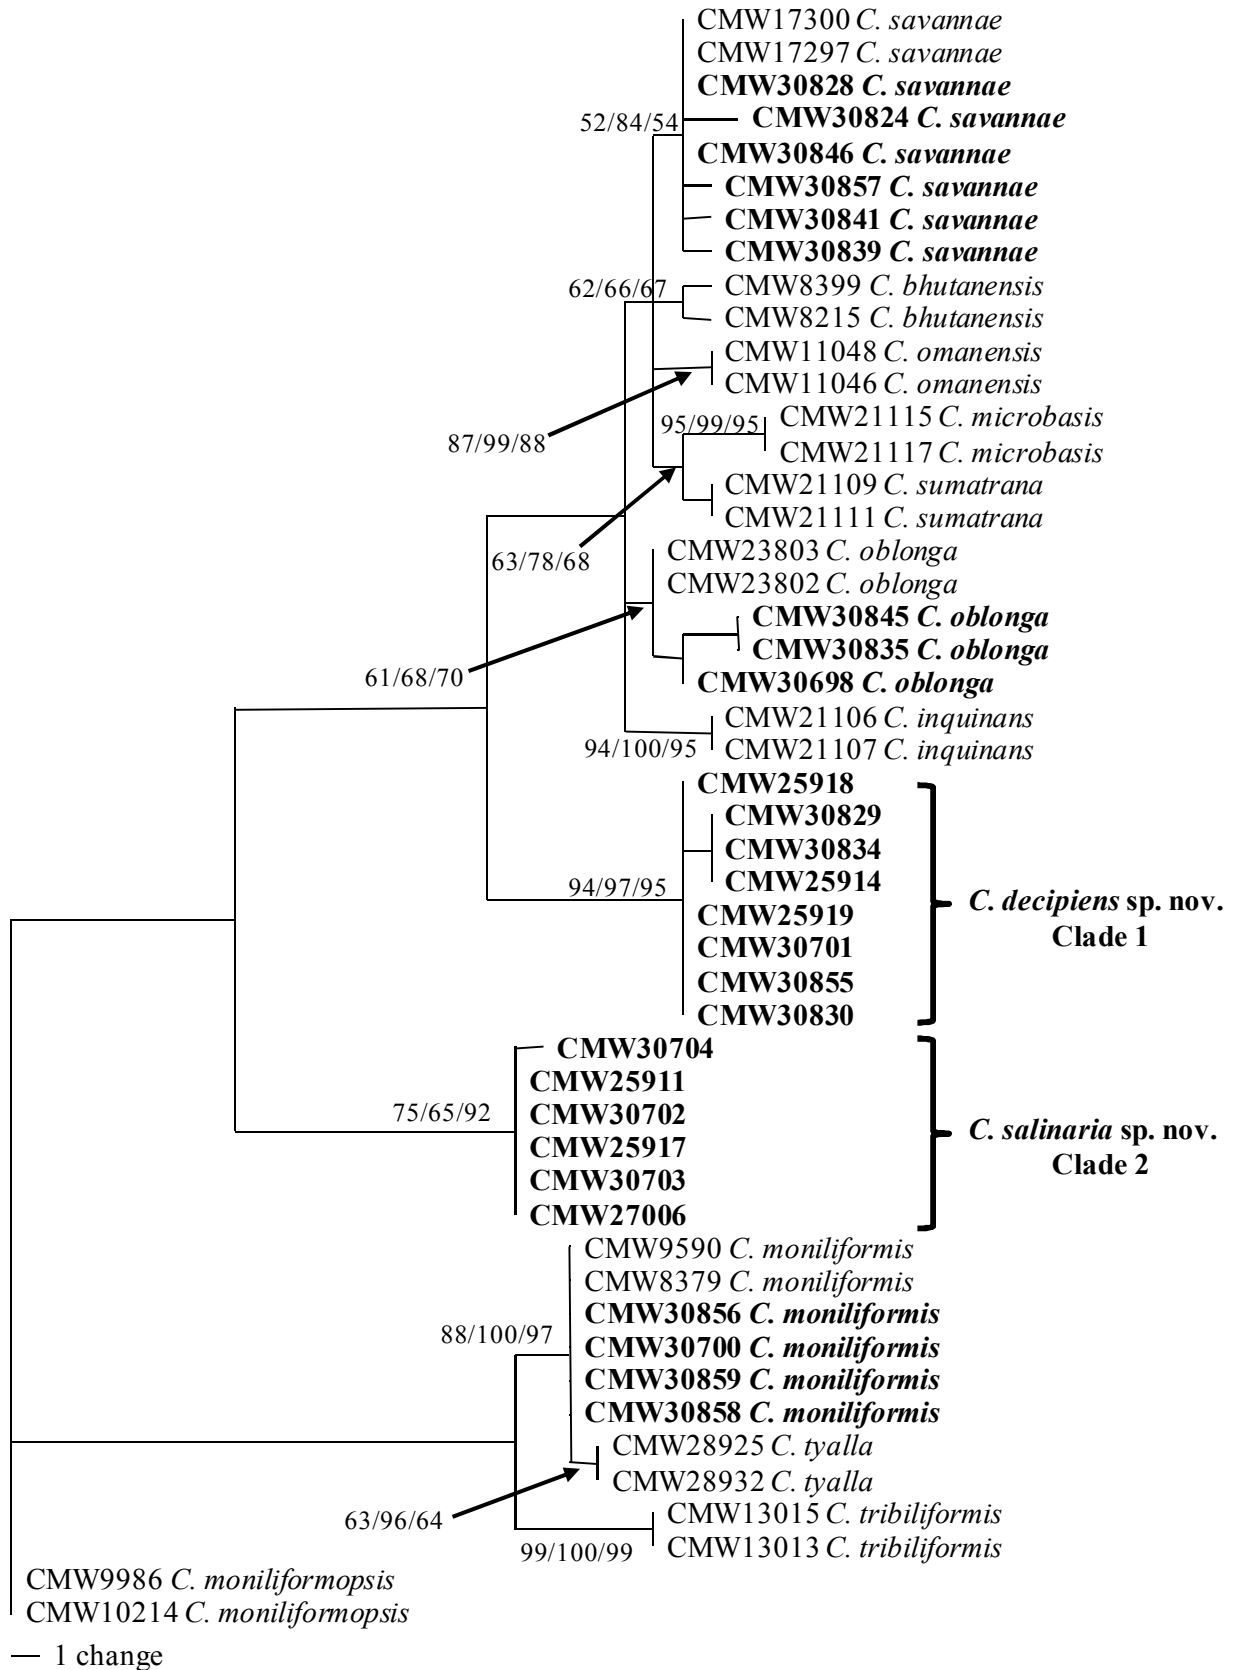 CMW17300 C. savannae
CMW17297 C. savannae
CMW30828 C. savannae
52/84/54
CMW30824 C. savannae
CMW30846 C. savannae
CMW30857 C. savannae
CMW30841 C. savannae
CMW30839 C. savannae
62/66/67
CMW8399 C. bhutanensis
CMW8215 C. bhutanensis
CMW11048 C. omanensis
CMW11046 C. omanensis
87/99/88
95/99/95
CMW21115 C. microbasis
CMW21117 C. microbasis
CMW21109 C. sumatrana
CMW21111 C. sumatrana
63/78/68
CMW23803 C. oblonga
CMW23802 C. oblonga
CMW30845 C. oblonga
CMW30835 C. oblonga
61/68/70
CMW30698 C. oblonga
CMW21106 C. inquinans
94/100/95
CMW21107 C. inquinans
CMW25918
CMW30829
CMW30834
94/97/95
CMW25914
CMW25919
CMW30701
CMW30855
CMW30830
C. decipiens sp. nov.
Clade 1
CMW30704
CMW25911
75/65/92
CMW30702
CMW25917
CMW30703
CMW27006
C. salinaria sp. nov.
Clade 2
CMW9590 C. moniliformis
CMW8379 C. moniliformis
CMW30856 C. moniliformis
88/100/97
CMW30700 C. moniliformis
CMW30859 C. moniliformis
CMW30858 C. moniliformis
CMW28925 C. tyalla
CMW28932 C. tyalla
63/96/64
CMW13015 C. tribiliformis
99/100/99
CMW13013 C. tribiliformis
CMW9986 C. moniliformopsis
CMW10214 C. moniliformopsis
1 change